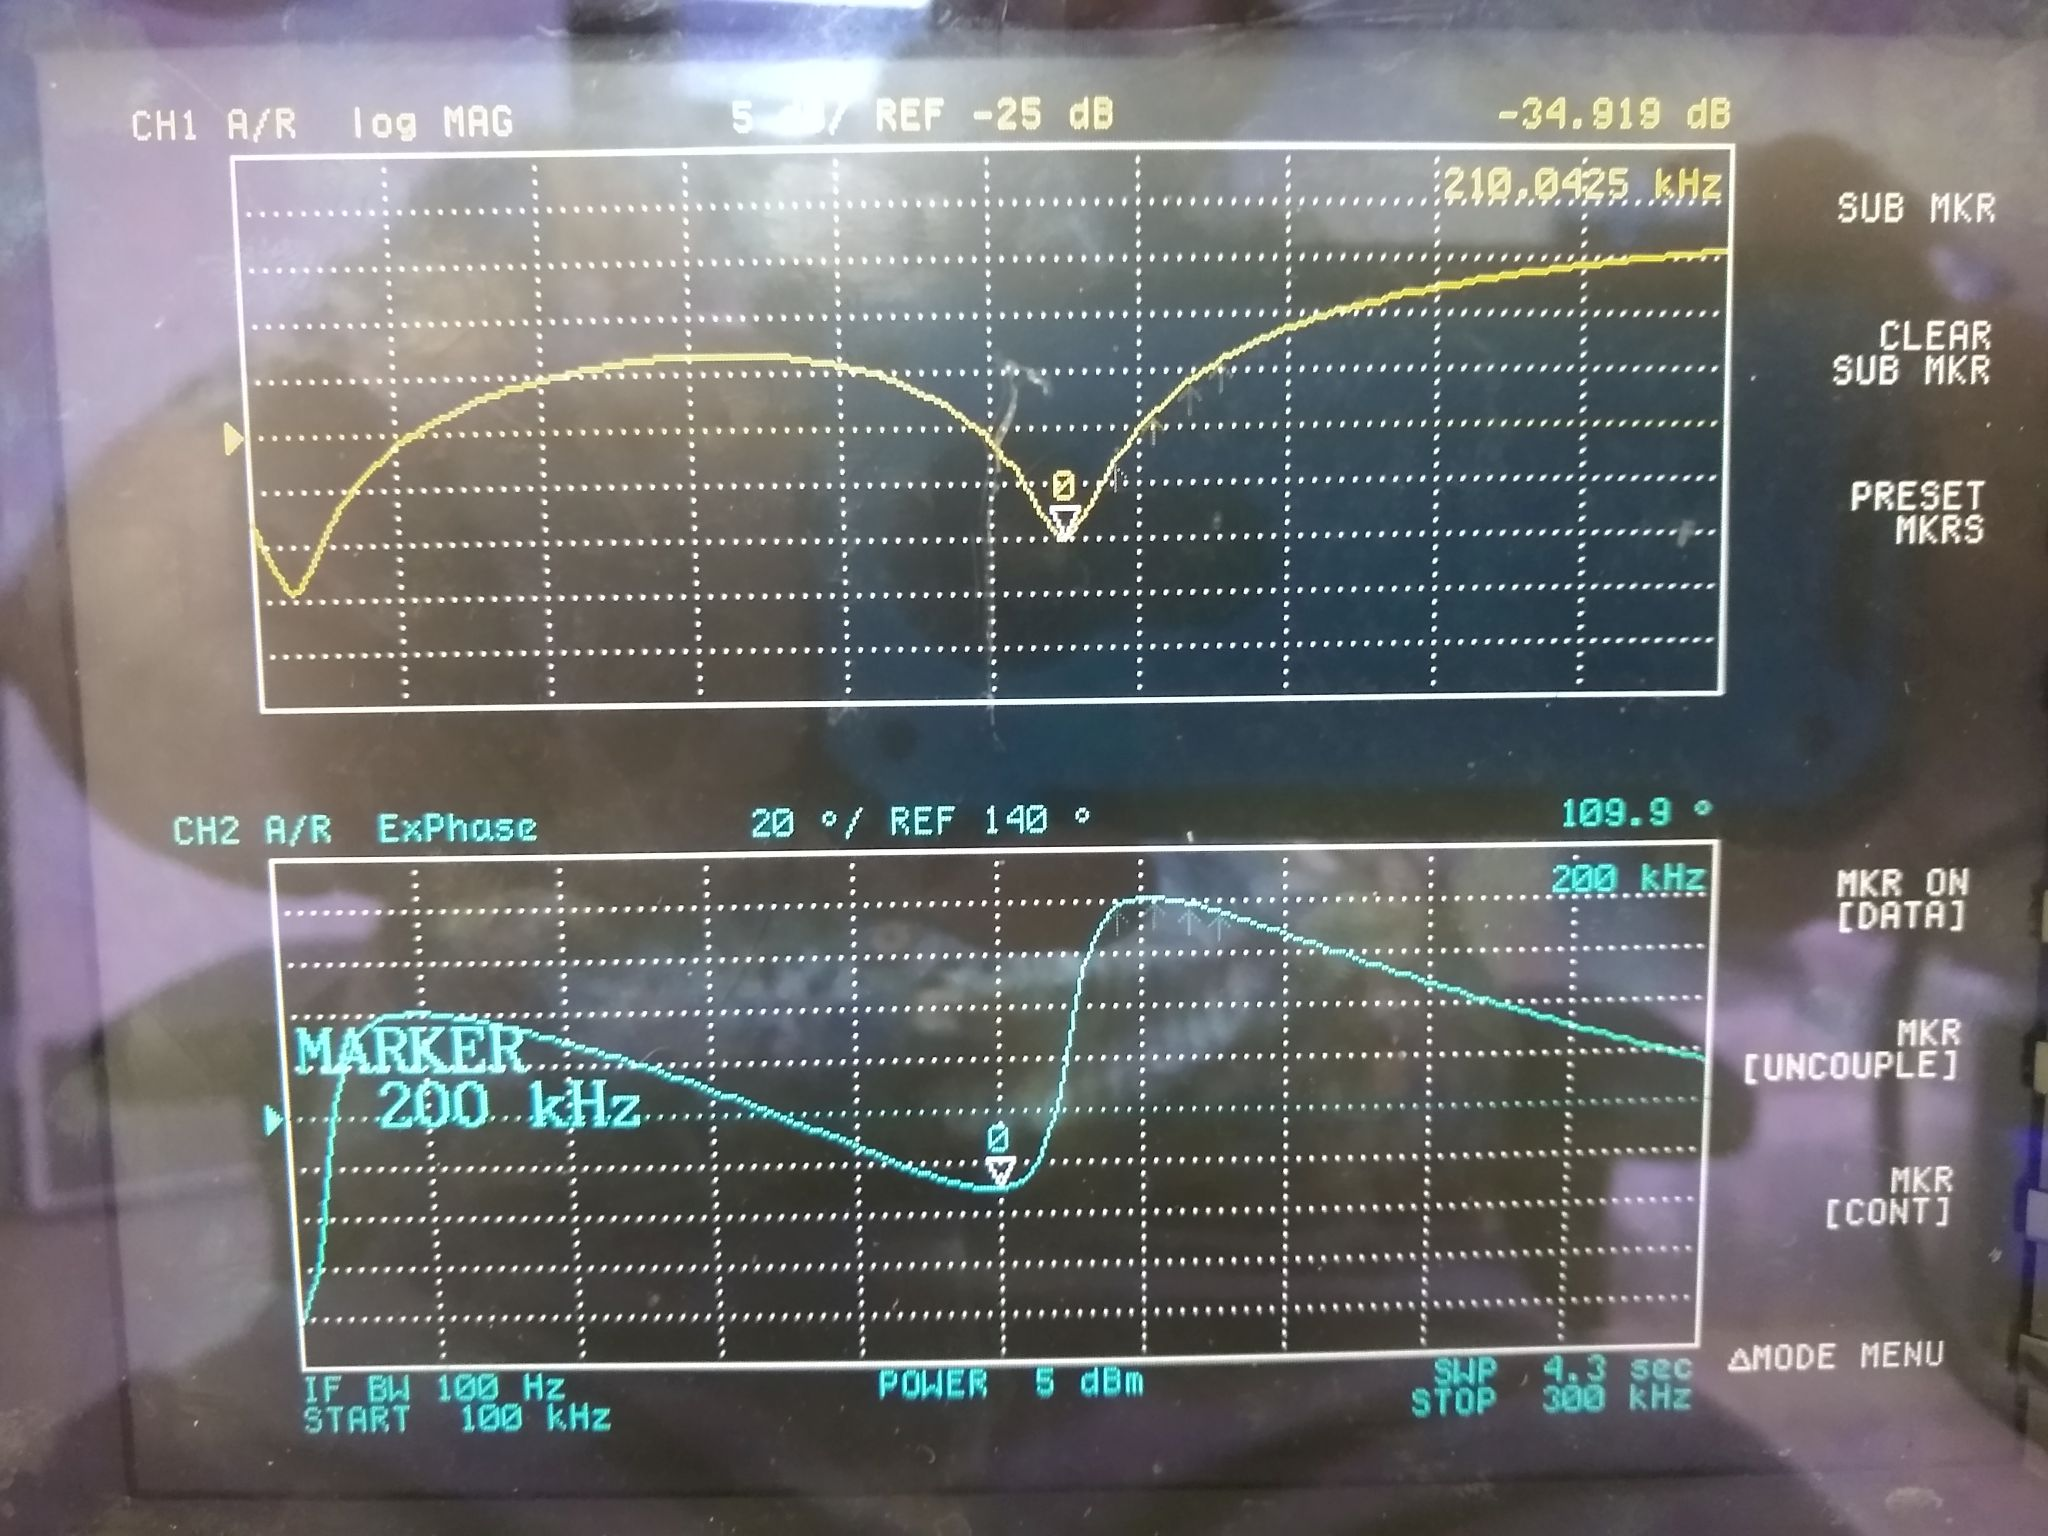 CH1 A/R log MAG 5 dB/ REF -25 dB -34.919 dB
210.0425 kHz
SUB MKR
CLEAR
SUB MKR
0
PRESET
MKRS
CH2 A/R ExPhase 20 °/ REF 140 ° 109.9 °
200 kHz
MKR ON
[DATA]
MARKER
200 kHz
MKR
[UNCOUPLE]
0
MKR
[CONT]
ΔMODE MENU
IF BW 100 Hz POWER 5 dBm SWP 4.3 sec
START 100 kHz STOP 300 kHz